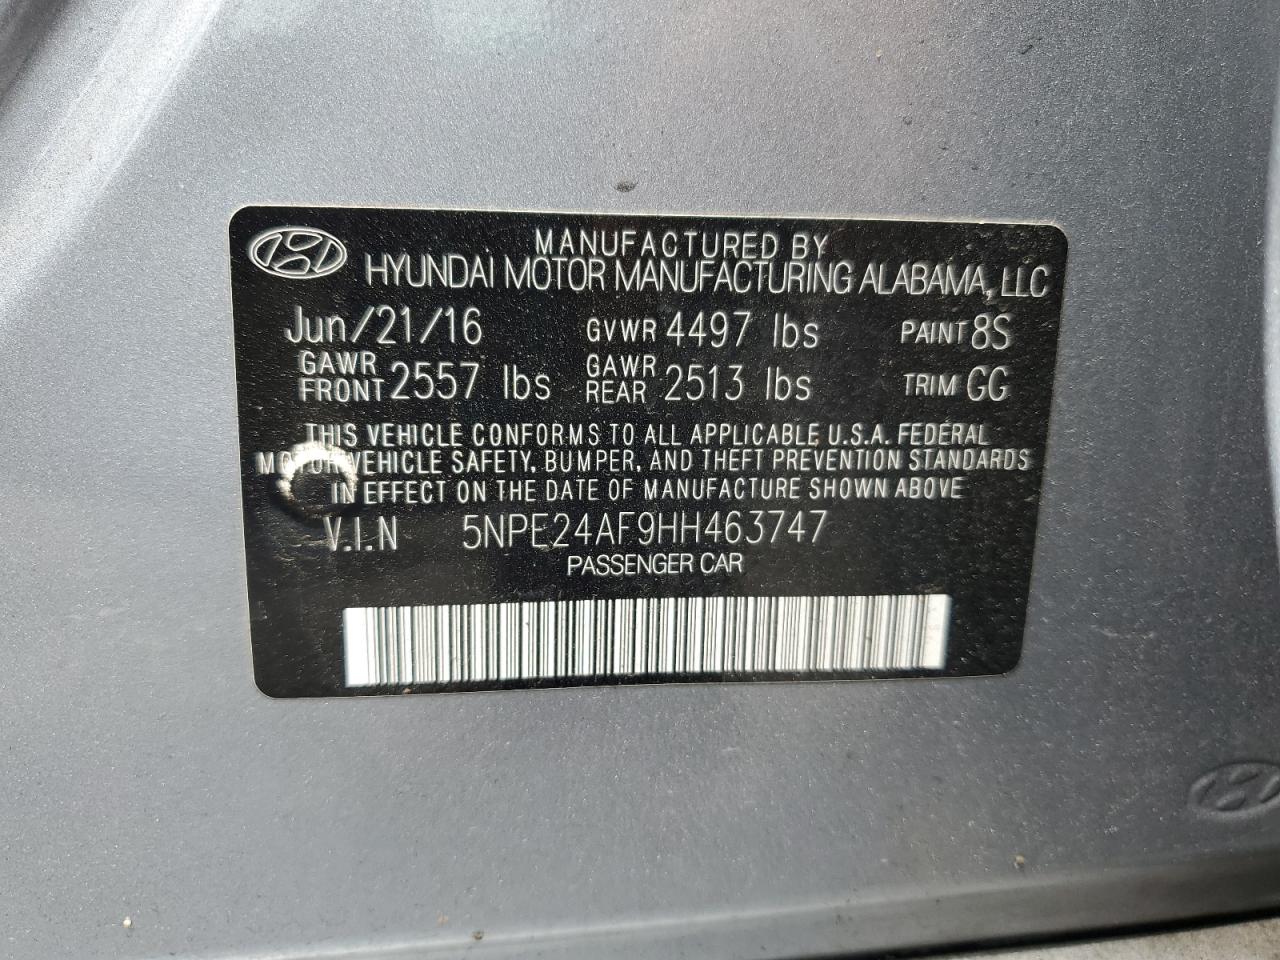 MANUFACTURED BY
HYUNDAI MOTOR MANUFACTURING ALABAMA, LLC
Jun/21/16 GVWR 4497 lbs PAINT 8S
GAWR FRONT 2557 lbs GAWR REAR 2513 lbs TRIM GG
THIS VEHICLE CONFORMS TO ALL APPLICABLE U.S.A. FEDERAL
MOTOR VEHICLE SAFETY, BUMPER, AND THEFT PREVENTION STANDARDS
IN EFFECT ON THE DATE OF MANUFACTURE SHOWN ABOVE
V.I.N 5NPE24AF9HH463747
PASSENGER CAR